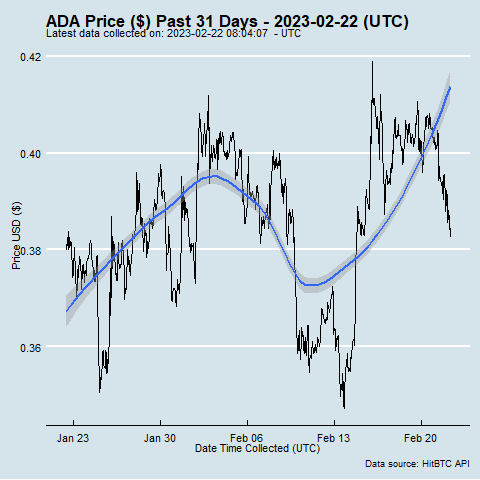 ADA Price ($) Past 31 Days - 2023-02-22 (UTC)
Latest data collected on: 2023-02-22 08:04:07  - UTC
0.42
0.40
0.38
0.36
Price USD ($)
Jan 23
Jan 30
Feb 06
Feb 13
Feb 20
Date Time Collected (UTC)
Data source: HitBTC API